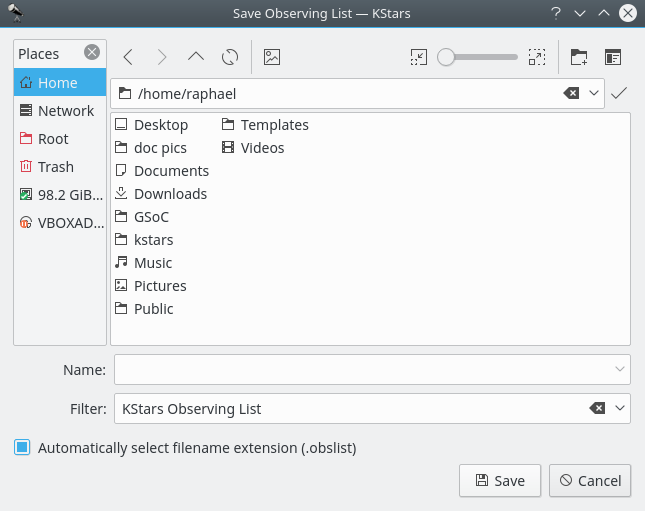 Save Observing List — KStars
Places
Home
Network
Root
Trash
98.2 GiB...
VBOXAD...
/home/raphael
Desktop
doc pics
Documents
Downloads
GSoC
kstars
Music
Pictures
Public
Templates
Videos
Name:
Filter:
KStars Observing List
Automatically select filename extension (.obslist)
Save
Cancel